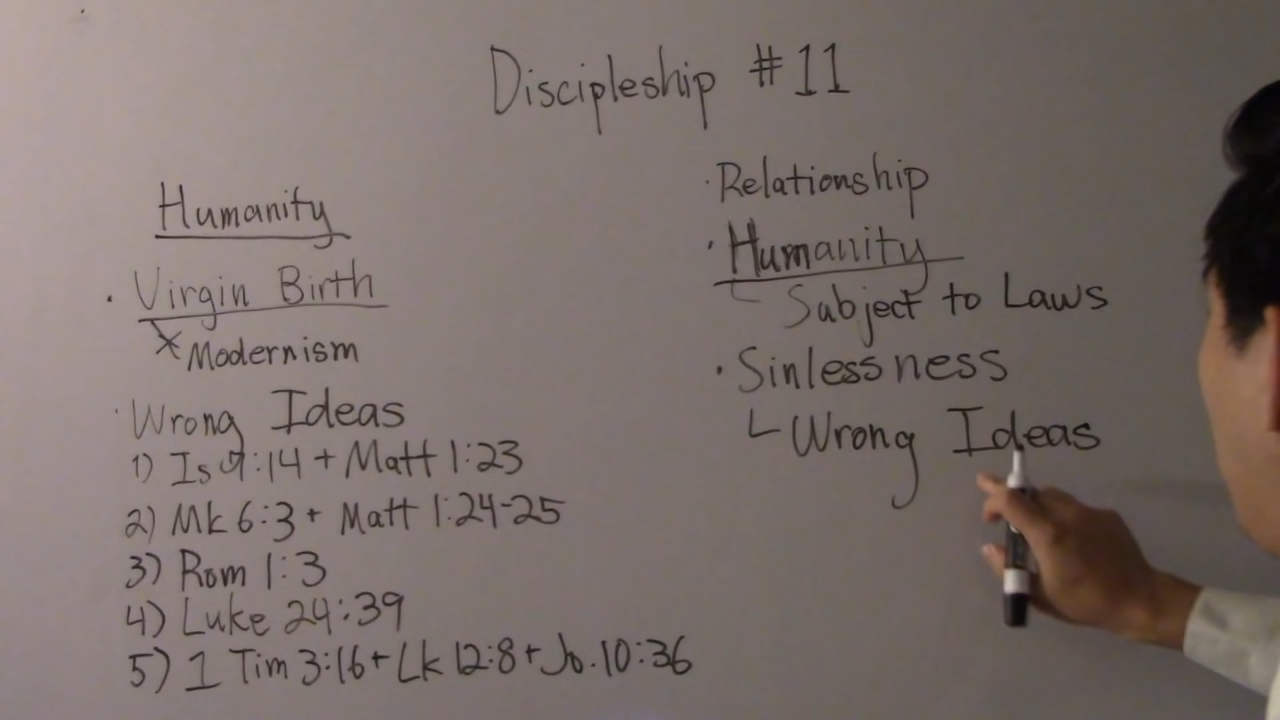 Discipleship #11
Humanity
· Virgin Birth
x Modernism
· Wrong Ideas
1) Is 7:14 + Matt 1:23
2) Mk 6:3 + Matt 1:24-25
3) Rom 1:3
4) Luke 24:39
5) 1 Tim 3:16 + Lk 12:8 + Jo. 10:36
· Relationship
· Humanity
Subject to Laws
· Sinlessness
Wrong Ideas